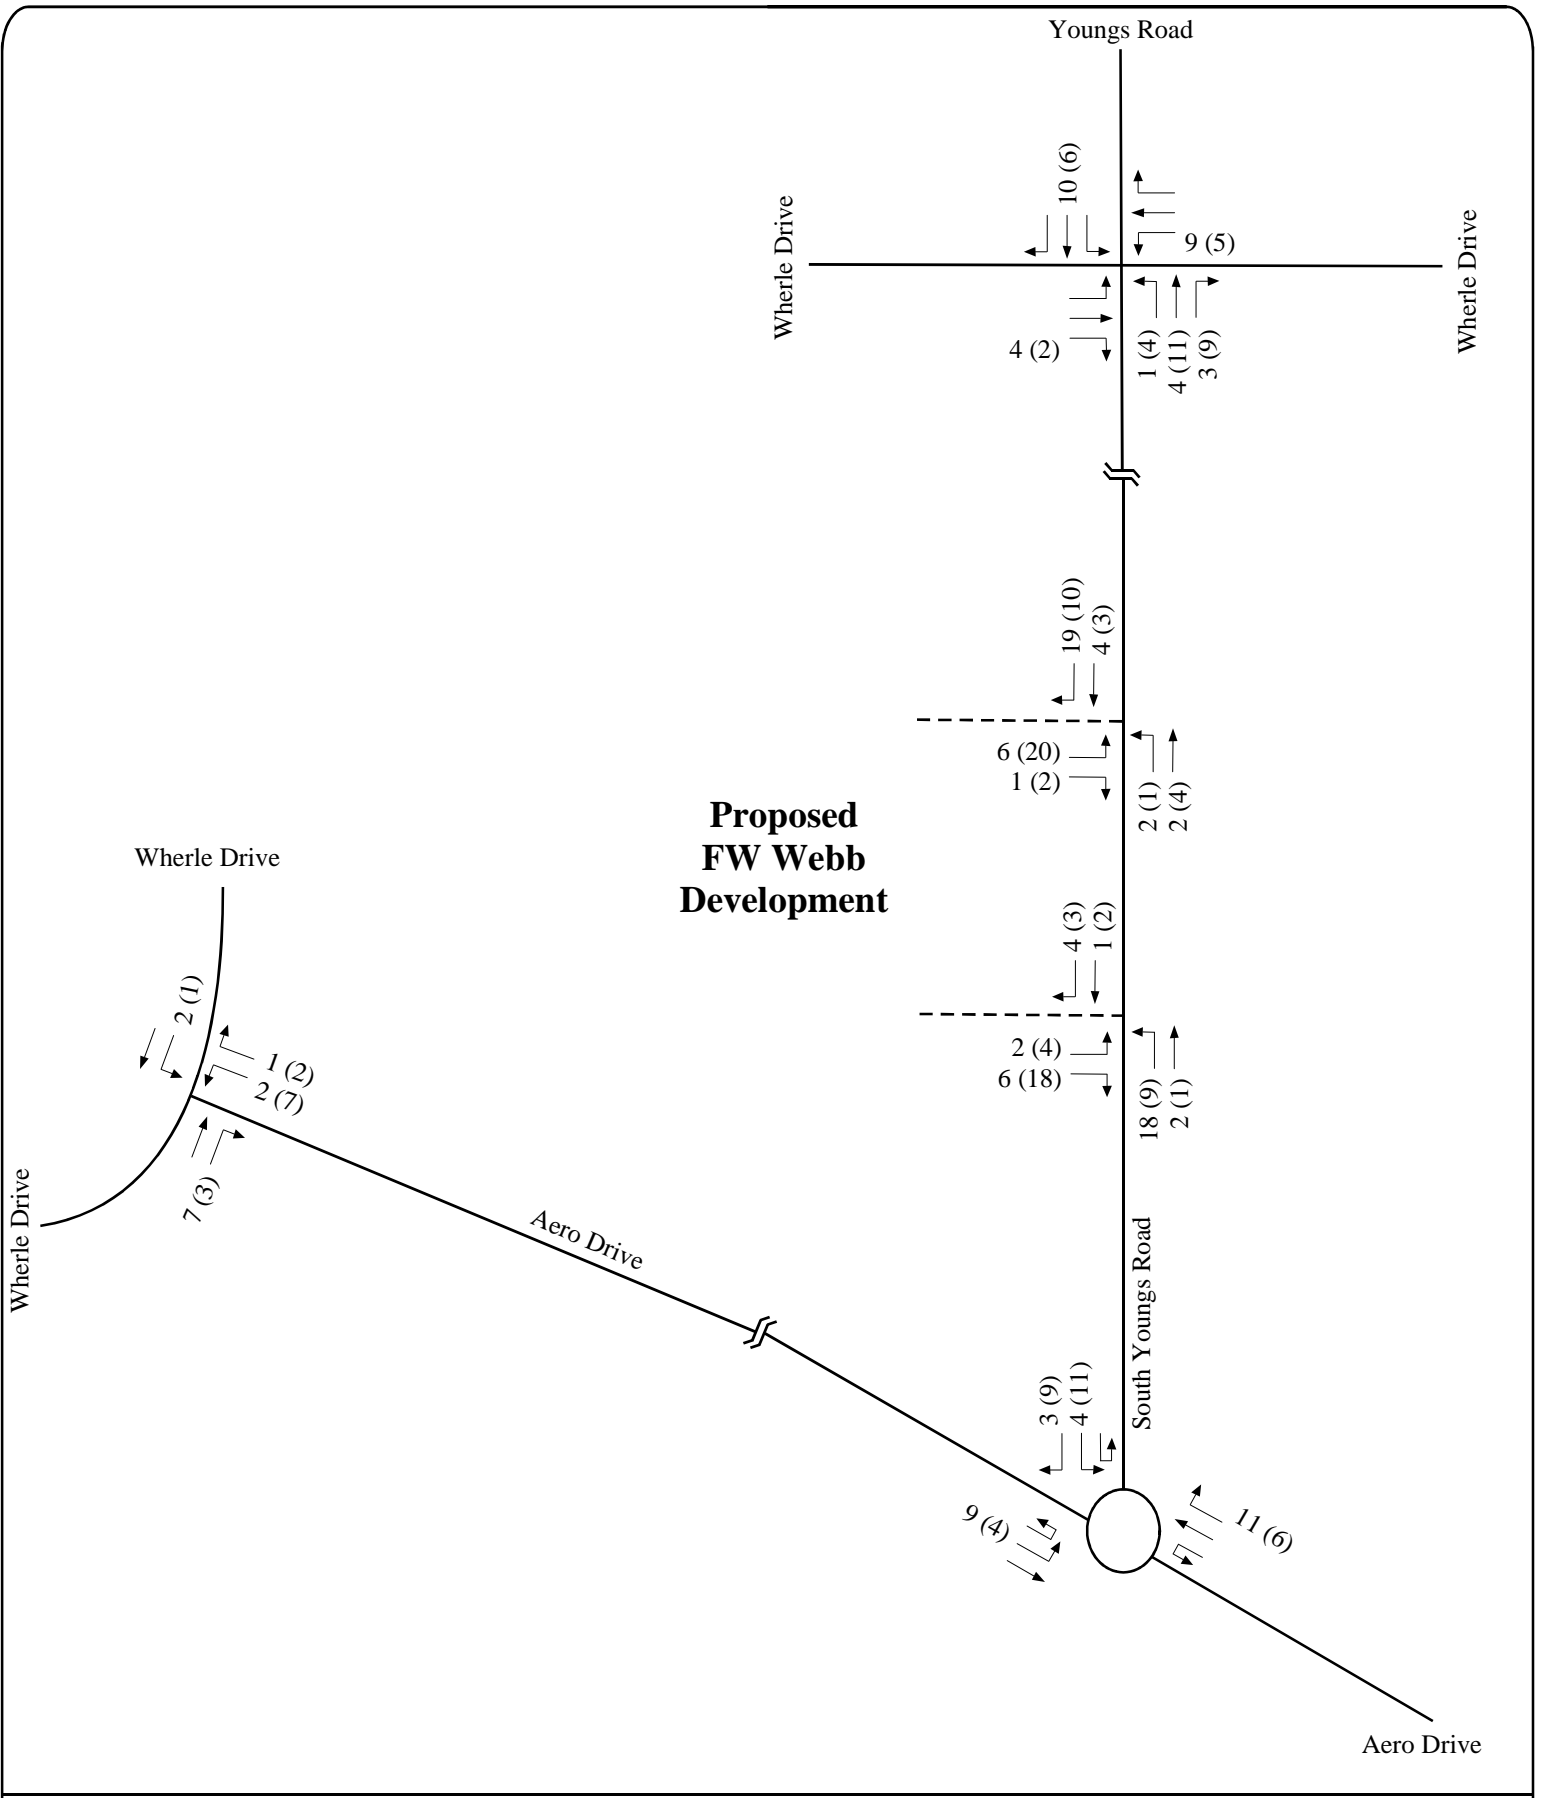 Youngs Road
10 (6)
Wherle Drive
9 (5)
Wherle Drive
4 (2)
1 (4)
4 (11)
3 (9)
19 (10)
4 (3)
6 (20)
1 (2)
2 (1)
2 (4)
Proposed
FW Webb
Development
Wherle Drive
4 (3)
1 (2)
2 (1)
2 (4)
6 (18)
18 (9)
2 (1)
1 (2)
2 (7)
7 (3)
Wherle Drive
Aero Drive
South Youngs Road
3 (9)
4 (11)
9 (4)
11 (6)
Aero Drive